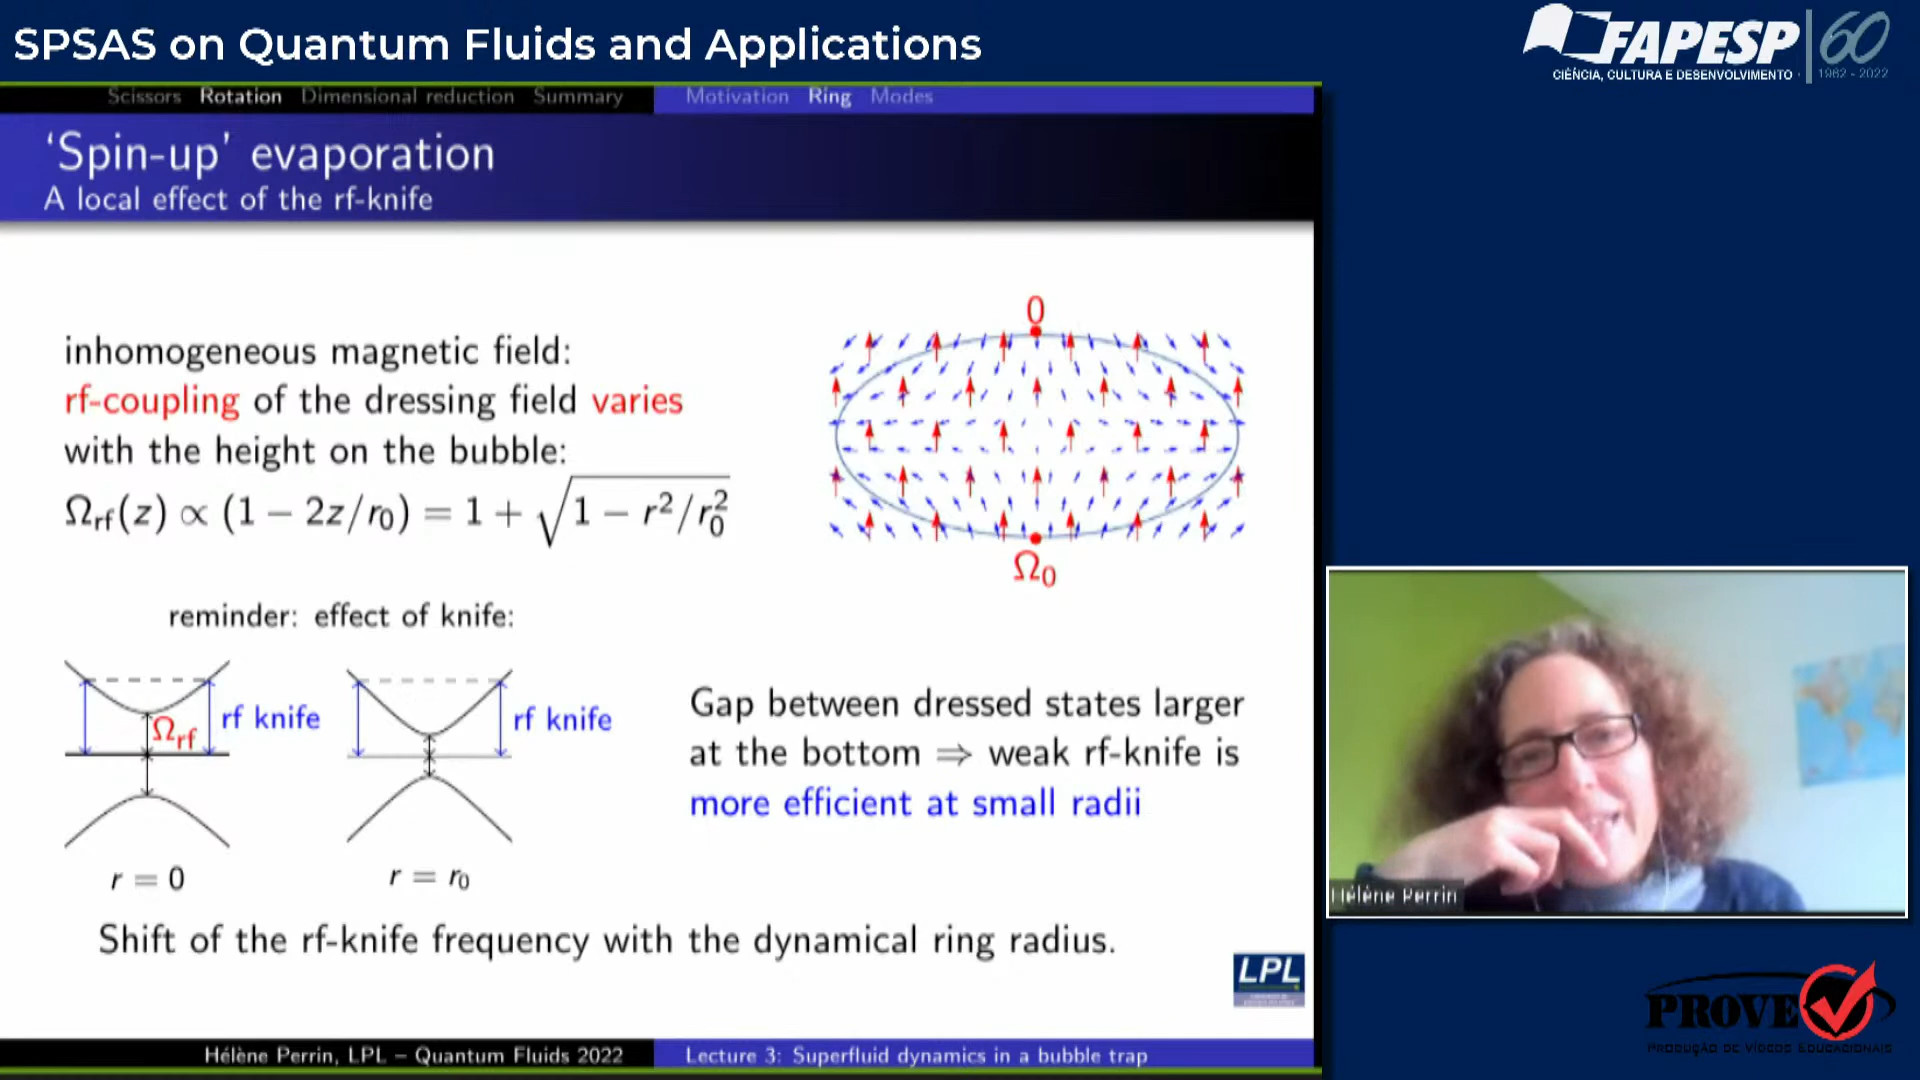 SPSAS on Quantum Fluids and Applications
FAPESP 60
CIÊNCIA, CULTURA E DESENVOLVIMENTO
1962 - 2022
Scissors Rotation Dimensional reduction Summary
Motivation Ring Modes
‘Spin-up’ evaporation
A local effect of the rf-knife
inhomogeneous magnetic field:
rf-coupling of the dressing field varies
with the height on the bubble:
Ωrf(z) ∝ (1 − 2z/r₀) = 1 + √(1 − r²/r₀²)
0
Ω₀
reminder: effect of knife:
Ωrf rf knife
rf knife
r = 0
r = r₀
Gap between dressed states larger
at the bottom ⇒ weak rf-knife is
more efficient at small radii
Shift of the rf-knife frequency with the dynamical ring radius.
LPL
Hélène Perrin, LPL – Quantum Fluids 2022
Lecture 3: Superfluid dynamics in a bubble trap
Hélène Perrin
PROVE
PRODUÇÃO DE VÍDEOS EDUCACIONAIS